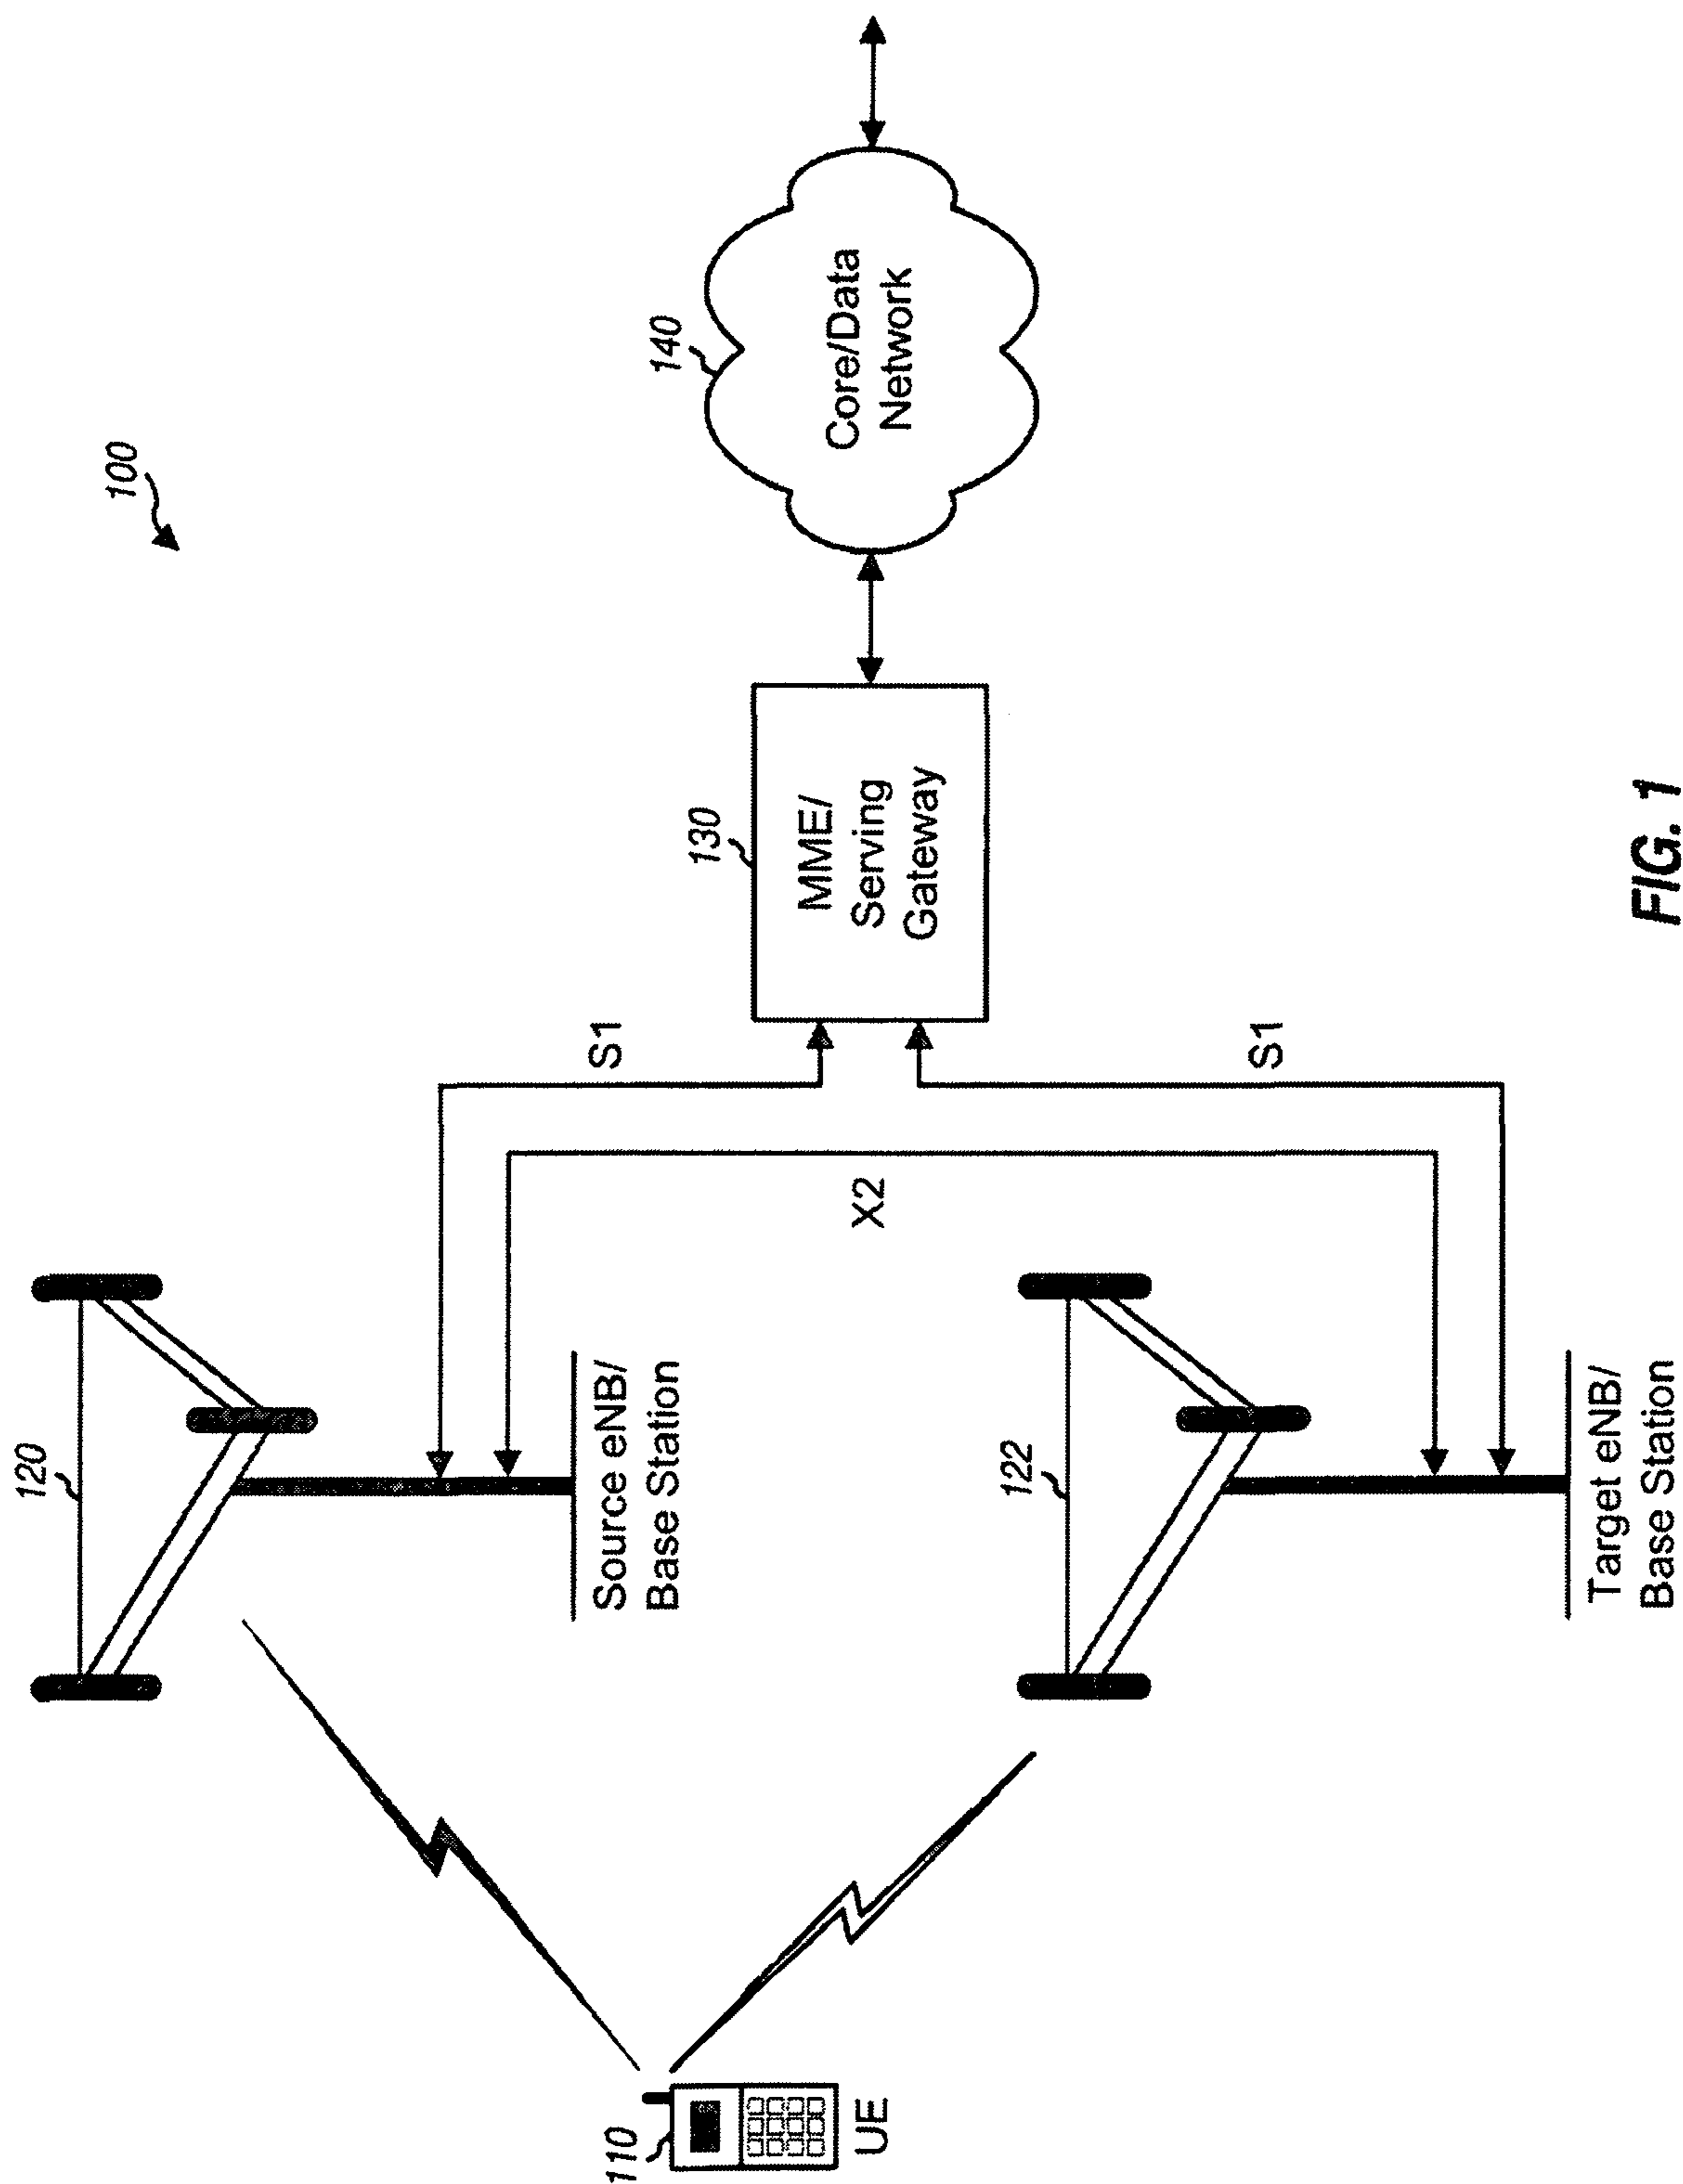 100
120
Source eNB/
Base Station
S1
110
UE
X2
130
MME/
Serving
Gateway
140
Core/Data
Network
122
S1
Target eNB/
Base Station
FIG. 1